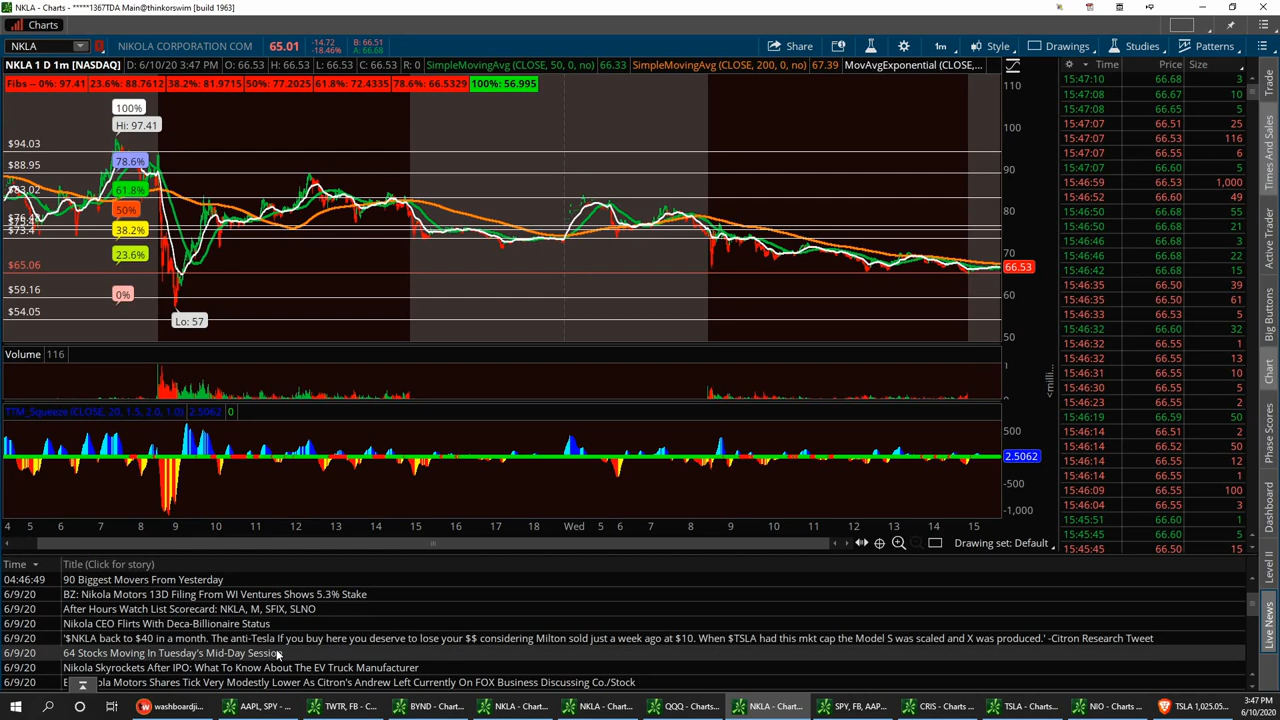 NKLA - Charts - *****1367TDA Main@thinkorswim [build 1963]
Charts
NKLA NIKOLA CORPORATION COM 65.01 -14.72 -18.46% B: 66.51 A: 66.68 Share 1m Style Drawings Studies Patterns
NKLA 1 D 1m [NASDAQ] D: 6/10/20 3:47 PM O: 66.53 H: 66.53 L: 66.53 C: 66.53 R: 0 SimpleMovingAvg (CLOSE, 50, 0, no) 66.33 SimpleMovingAvg (CLOSE, 200, 0, no) 67.39 MovAvgExponential (CLOSE,...
Fibs -- 0%: 97.41 23.6%: 88.7612 38.2%: 81.9715 50%: 77.2025 61.8%: 72.4335 78.6%: 66.5329 100%: 56.995
100%
Hi: 97.41
78.6%
61.8%
50%
38.2%
23.6%
0%
Lo: 57
$94.03
$88.95
$83.02
$65.06
$59.16
$54.05
110
100
90
80
70
66.53
60
50
Volume 116
<milli...
TTM_Squeeze (CLOSE, 20, 1.5, 2.0, 1.0) 2.5062 0
500
2.5062
-500
-1,000
4 5 6 7 8 9 10 11 12 13 14 15 16 17 18 Wed 5 6 7 8 9 10 11 12 13 14 15
Drawing set: Default
Time Price Size
15:47:10 66.68 3
15:47:08 66.67 10
15:47:08 66.65 5
15:47:07 66.51 25
15:47:07 66.53 116
15:47:07 66.55 6
15:47:07 66.60 5
15:46:59 66.53 1,000
15:46:52 66.60 49
15:46:50 66.68 55
15:46:50 66.68 21
15:46:46 66.68 3
15:46:46 66.68 22
15:46:42 66.68 15
15:46:35 66.50 39
15:46:35 66.50 61
15:46:33 66.53 5
15:46:32 66.60 32
15:46:32 66.55 1
15:46:32 66.55 13
15:46:31 66.55 10
15:46:30 66.55 5
15:46:23 66.55 2
15:46:19 66.59 50
15:46:14 66.51 2
15:46:14 66.52 50
15:46:14 66.55 12
15:46:14 66.55 1
15:46:09 66.55 100
15:46:04 66.55 3
15:45:51 66.60 1
15:45:45 66.60 5
15:45:45 66.50 15
Trade
Times And Sales
Active Trader
Big Buttons
Chart
Phase Scores
Dashboard
Level II
Live News
Time Title (Click for story)
04:46:49 90 Biggest Movers From Yesterday
6/9/20 BZ: Nikola Motors 13D Filing From WI Ventures Shows 5.3% Stake
6/9/20 After Hours Watch List Scorecard: NKLA, M, SFIX, SLNO
6/9/20 Nikola CEO Flirts With Deca-Billionaire Status
6/9/20 '$NKLA back to $40 in a month. The anti-Tesla If you buy here you deserve to lose your $$ considering Milton sold just a week ago at $10. When $TSLA had this mkt cap the Model S was scaled and X was produced.' -Citron Research Tweet
6/9/20 64 Stocks Moving In Tuesday's Mid-Day Session
6/9/20 Nikola Skyrockets After IPO: What To Know About The EV Truck Manufacturer
6/9/20 Motors Shares Tick Very Modestly Lower As Citron's Andrew Left Currently On FOX Business Discussing Co./Stock
washboardji... AAPL, SPY - ... TWTR, FB - C... BYND - Chart... NKLA - Chart... NKLA - Chart... QQQ - Charts... NKLA - Chart... SPY, FB, AAP... CRIS - Chart... TSLA - Chart... NIO - Charts ... TSLA 1,025.05... 3:47 PM
6/10/2020